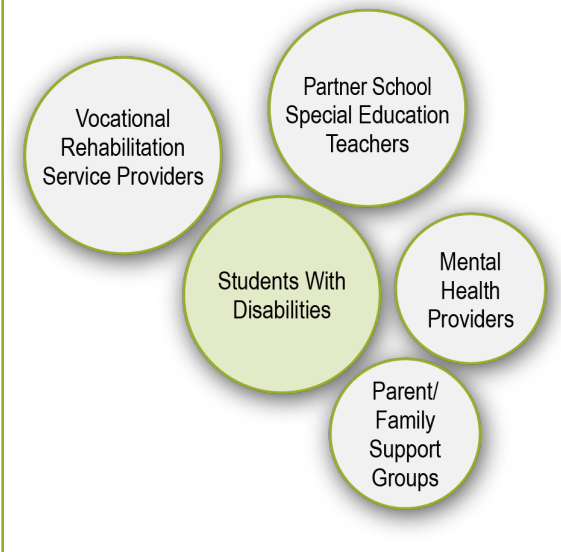 Partner School
Special Education
Teachers
Vocational
Rehabilitation
Service Providers
Students With
Disabilities
Mental
Health
Providers
Parent/
Family
Support
Groups